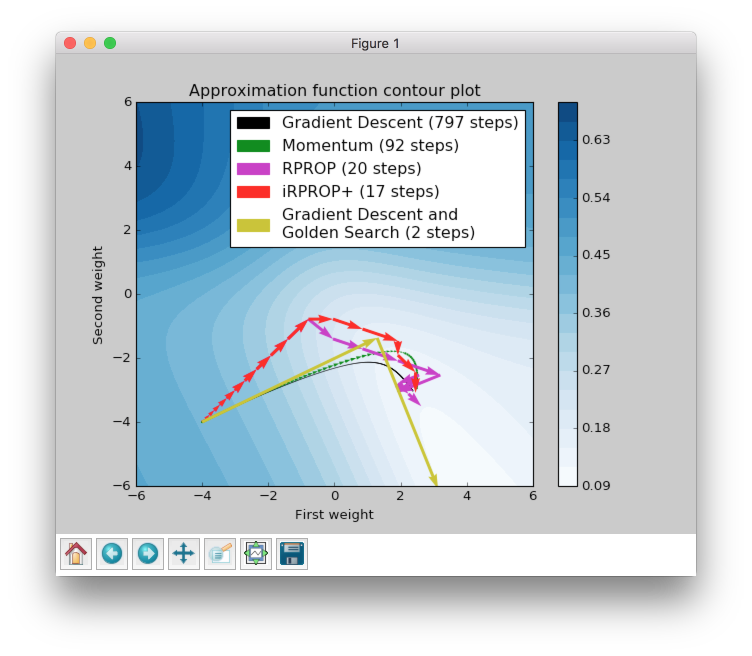 Figure 1
Approximation function contour plot
Gradient Descent (797 steps)
Momentum (92 steps)
RPROP (20 steps)
iRPROP+ (17 steps)
Gradient Descent and
Golden Search (2 steps)
6
4
2
0
−2
−4
−6
Second weight
−6 −4 −2 0 2 4 6
First weight
0.63
0.54
0.45
0.36
0.27
0.18
0.09